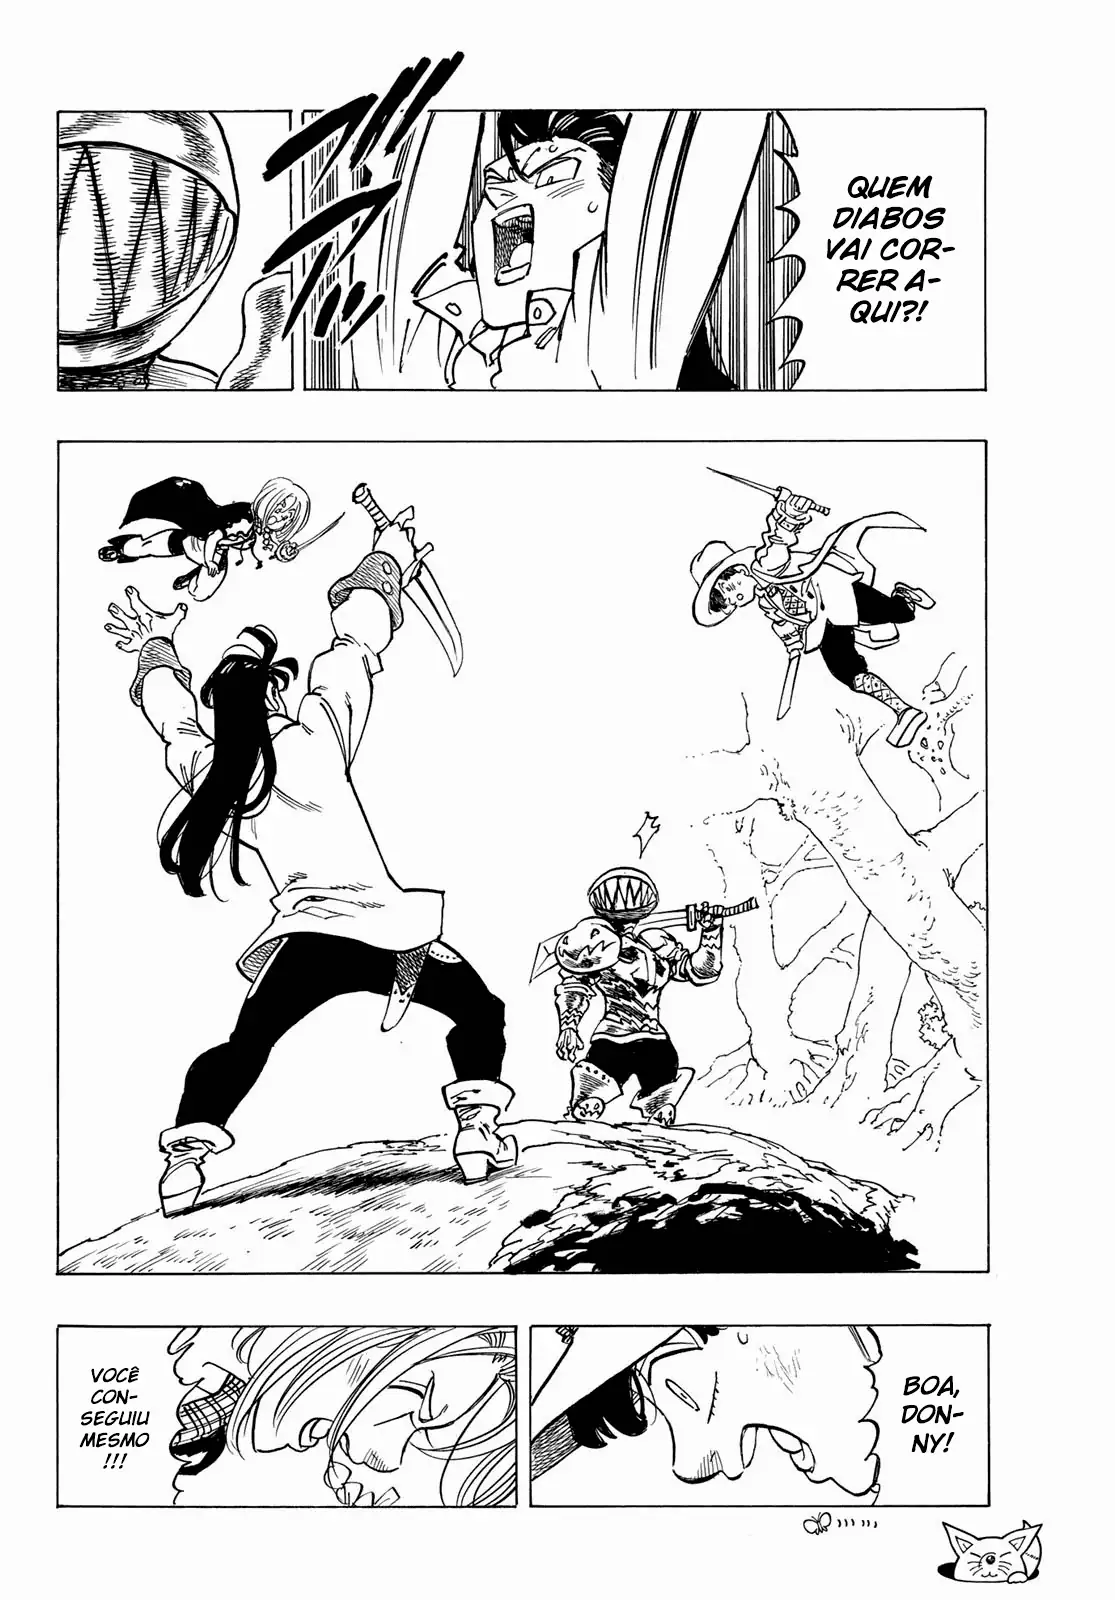 QUEM
DIABOS
VAI COR-
RER A-
QUI?!
BOA,
DON-
NY!
VOCÊ
CON-
SEGUIU
MESMO
!!!